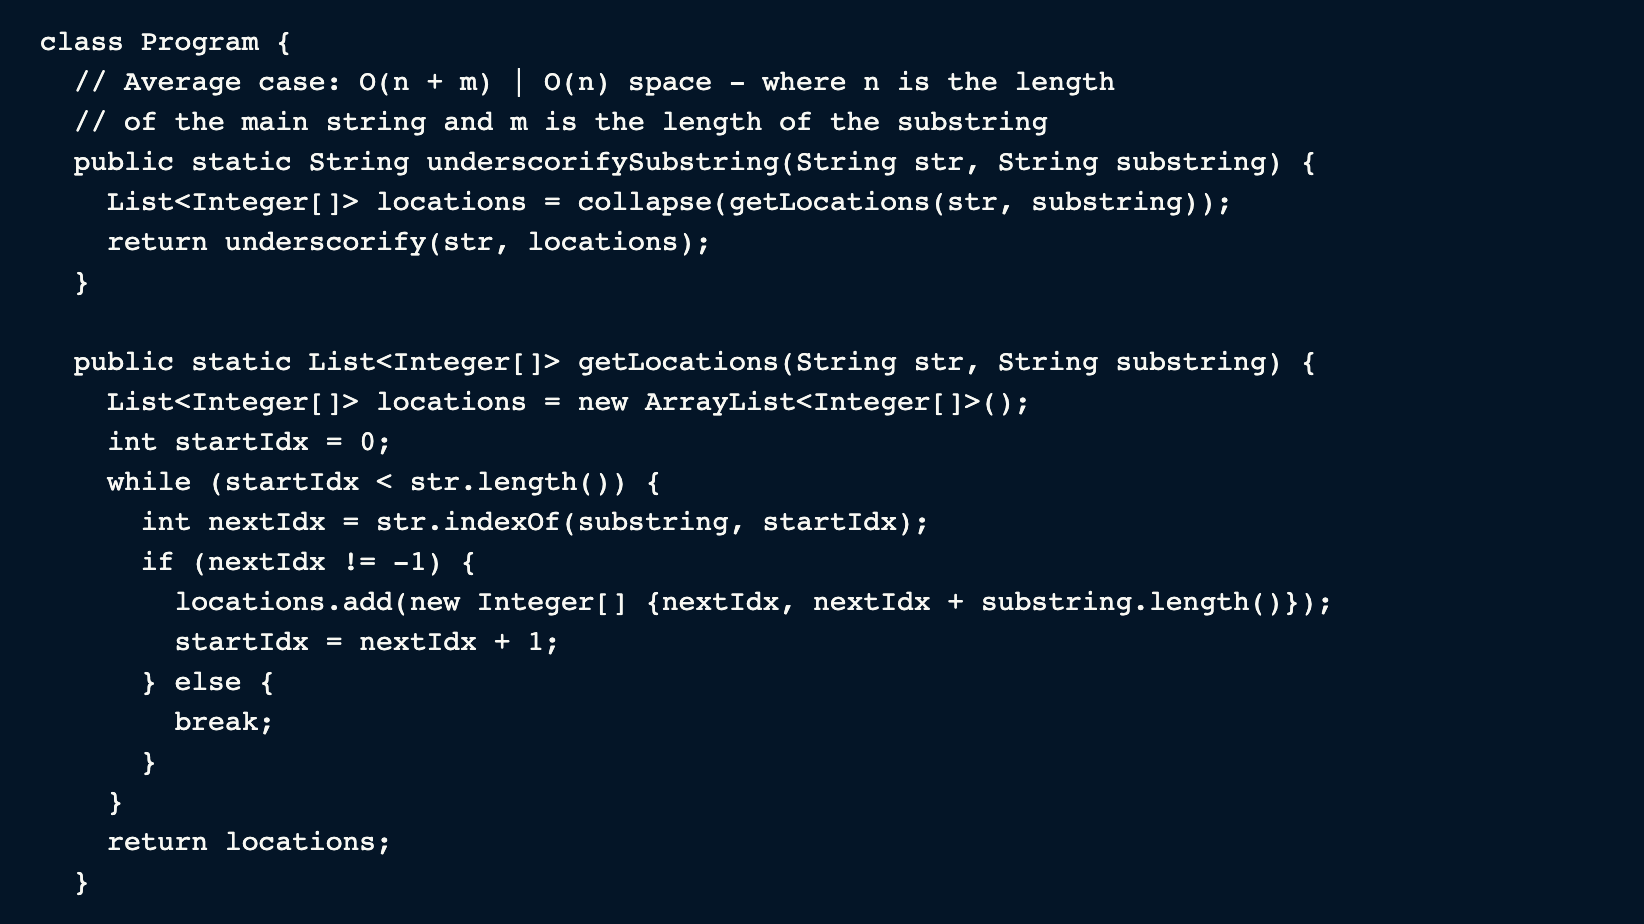 class Program {
  // Average case: O(n + m) | O(n) space - where n is the length
  // of the main string and m is the length of the substring
  public static String underscorifySubstring(String str, String substring) {
    List<Integer[]> locations = collapse(getLocations(str, substring));
    return underscorify(str, locations);
  }

  public static List<Integer[]> getLocations(String str, String substring) {
    List<Integer[]> locations = new ArrayList<Integer[]>();
    int startIdx = 0;
    while (startIdx < str.length()) {
      int nextIdx = str.indexOf(substring, startIdx);
      if (nextIdx != -1) {
        locations.add(new Integer[] {nextIdx, nextIdx + substring.length()});
        startIdx = nextIdx + 1;
      } else {
        break;
      }
    }
    return locations;
  }